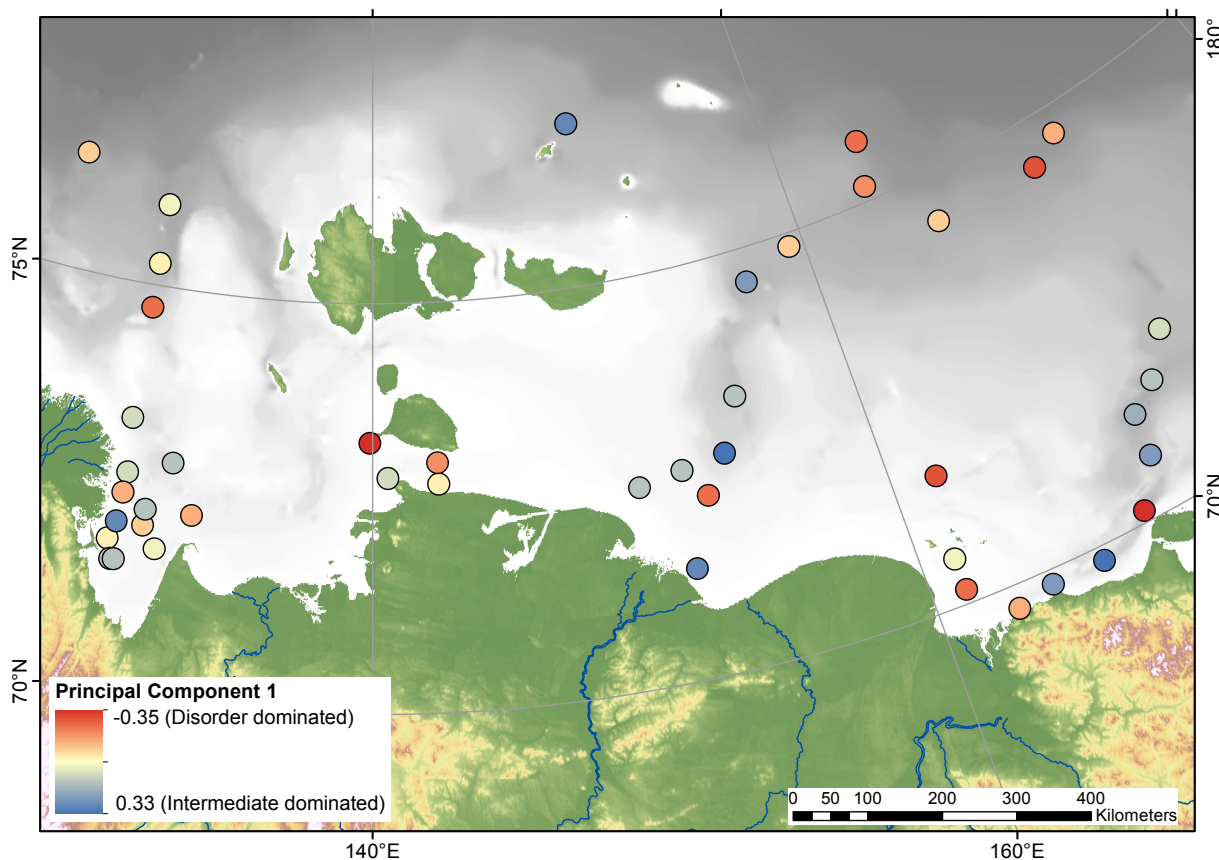 180°
75°N
70°N
70°N
Principal Component 1
-0.35 (Disorder dominated)
0.33 (Intermediate dominated)
0 50 100 200 300 400
Kilometers
140°E
160°E